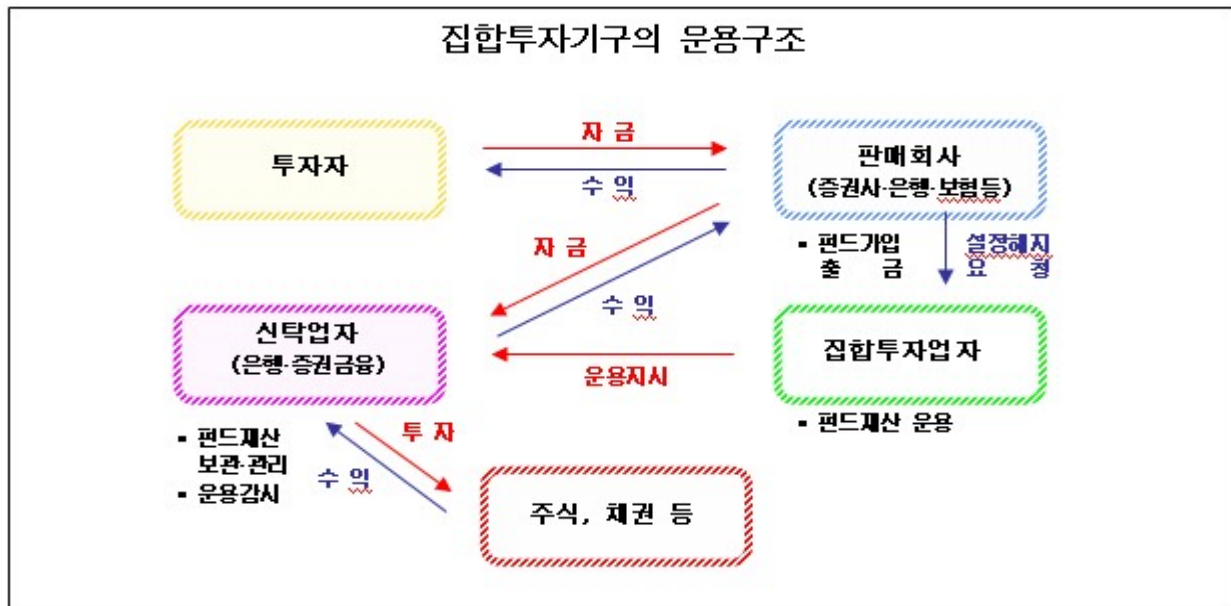 집합투자기구의 운용구조
투자자
자 금
수 익
판매회사
(증권사·은행·보험등)
▪ 펀드가입
출 금
설정해지
요 청
자 금
수 익
신탁업자
(은행·증권금융)
운용지시
집합투자업자
▪ 펀드재산 운용
▪ 펀드재산
보관·관리
▪ 운용감시
투 자
수 익
주식, 채권 등